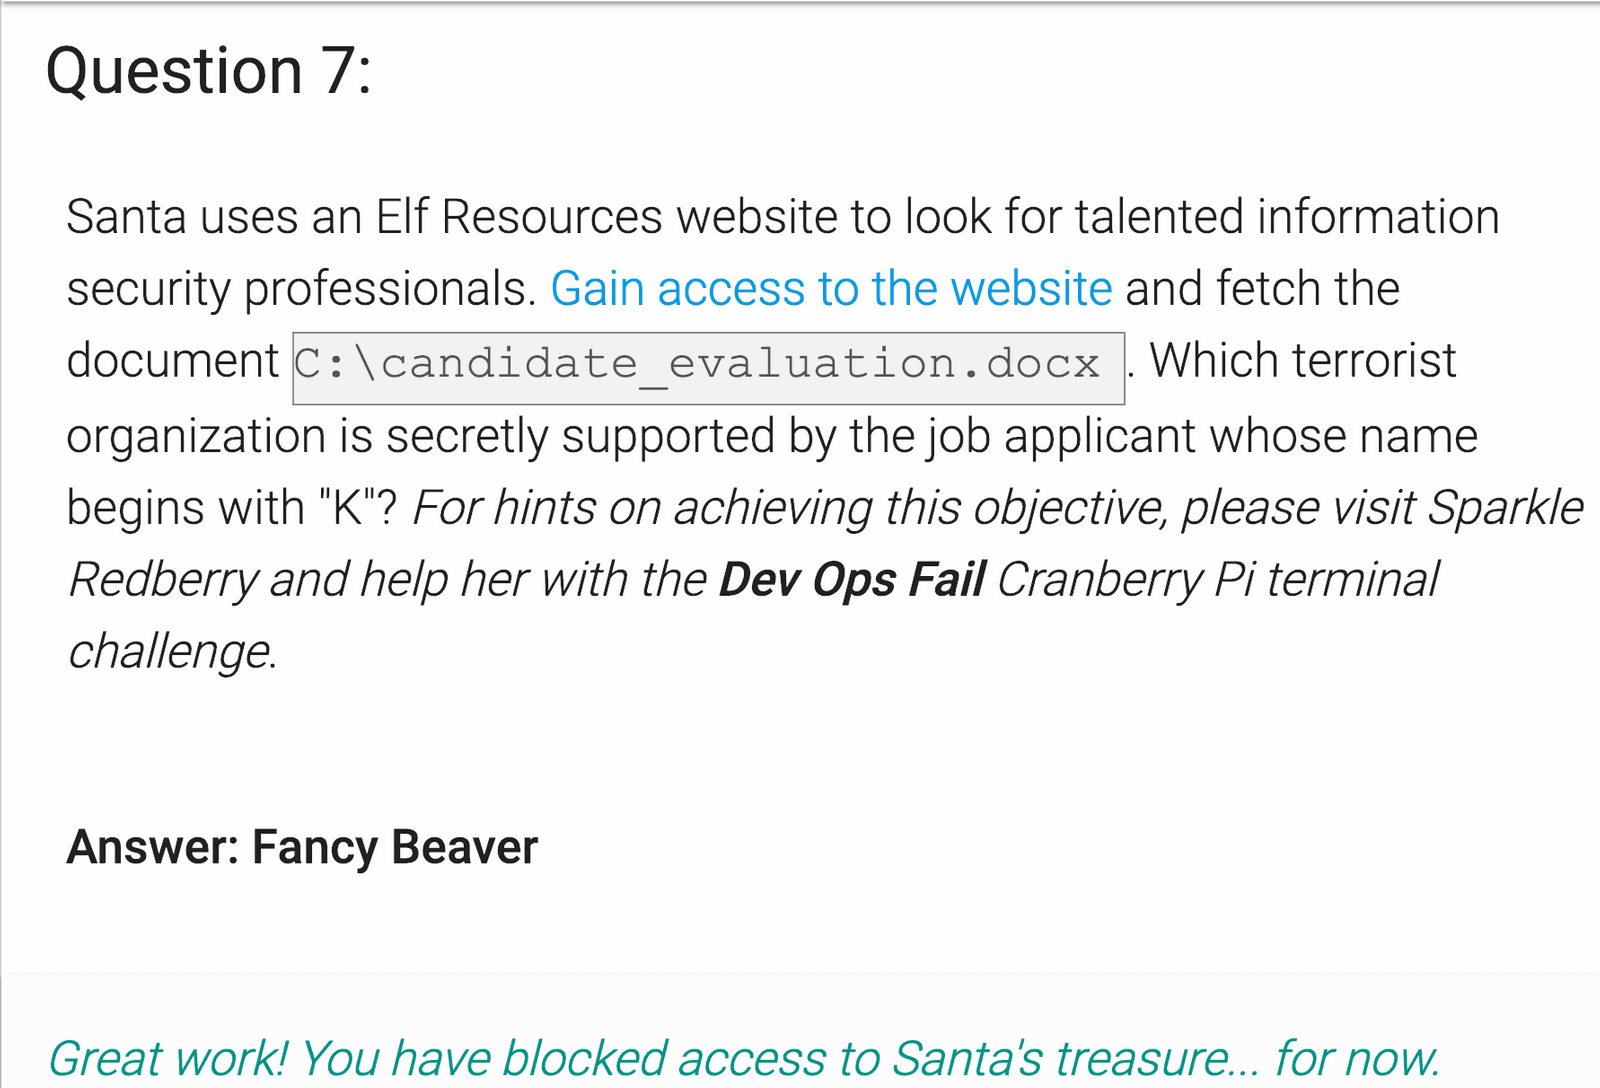 Question 7:
Santa uses an Elf Resources website to look for talented information
security professionals. Gain access to the website and fetch the
document C:\candidate_evaluation.docx . Which terrorist
organization is secretly supported by the job applicant whose name
begins with "K"? For hints on achieving this objective, please visit Sparkle
Redberry and help her with the Dev Ops Fail Cranberry Pi terminal
challenge.
Answer: Fancy Beaver
Great work! You have blocked access to Santa's treasure... for now.